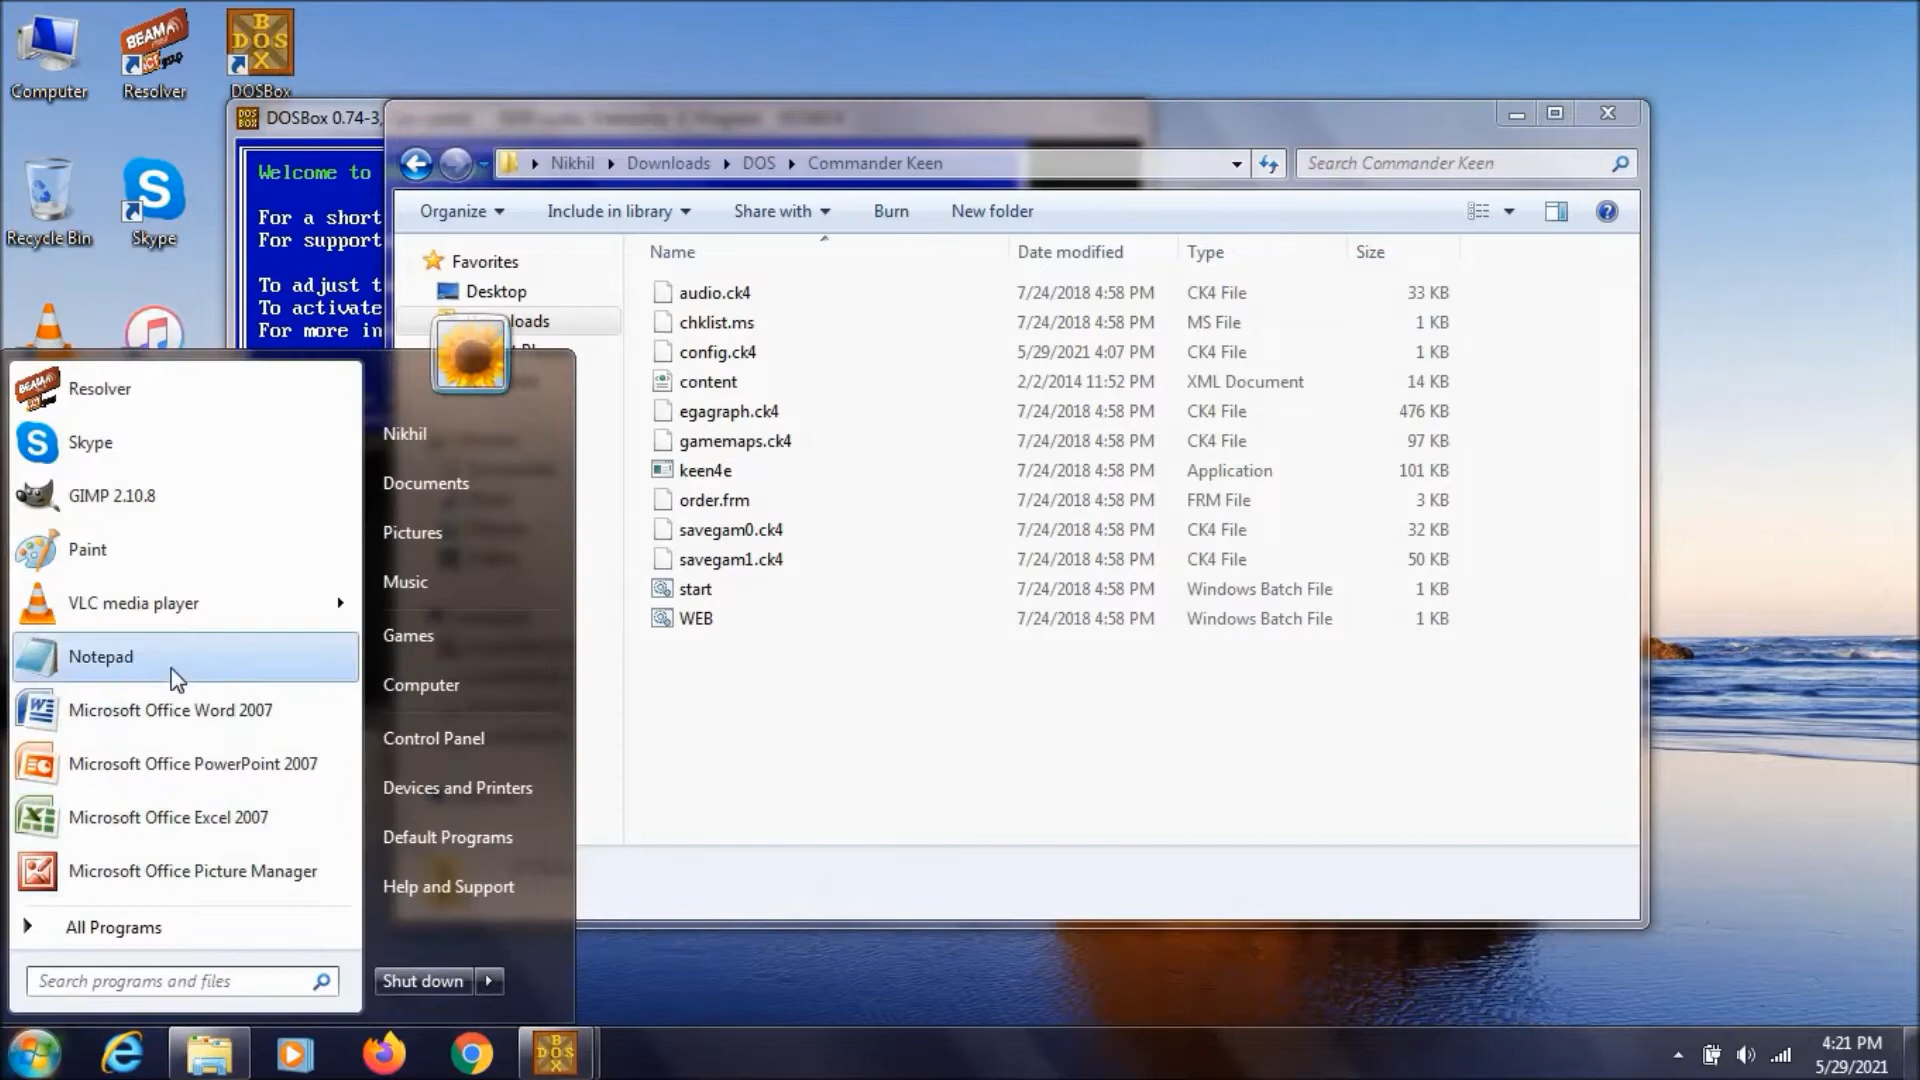 Computer
Resolver
DOSBox
Recycle Bin
Skype
DOSBox 0.74-3,
Welcome to
For a short
For support
To adjust t
To activate
For more in
Nikhil
Downloads
DOS
Commander Keen
Search Commander Keen
Organize
Include in library
Share with
Burn
New folder
Favorites
Desktop
loads
Name
Date modified
Type
Size
audio.ck4 7/24/2018 4:58 PM CK4 File 33 KB
chklist.ms 7/24/2018 4:58 PM MS File 1 KB
config.ck4 5/29/2021 4:07 PM CK4 File 1 KB
content 2/2/2014 11:52 PM XML Document 14 KB
egagraph.ck4 7/24/2018 4:58 PM CK4 File 476 KB
gamemaps.ck4 7/24/2018 4:58 PM CK4 File 97 KB
keen4e 7/24/2018 4:58 PM Application 101 KB
order.frm 7/24/2018 4:58 PM FRM File 3 KB
savegam0.ck4 7/24/2018 4:58 PM CK4 File 32 KB
savegam1.ck4 7/24/2018 4:58 PM CK4 File 50 KB
start 7/24/2018 4:58 PM Windows Batch File 1 KB
WEB 7/24/2018 4:58 PM Windows Batch File 1 KB
Resolver
Skype
GIMP 2.10.8
Paint
VLC media player
Notepad
Microsoft Office Word 2007
Microsoft Office PowerPoint 2007
Microsoft Office Excel 2007
Microsoft Office Picture Manager
All Programs
Search programs and files
Nikhil
Documents
Pictures
Music
Games
Computer
Control Panel
Devices and Printers
Default Programs
Help and Support
Shut down
4:21 PM
5/29/2021